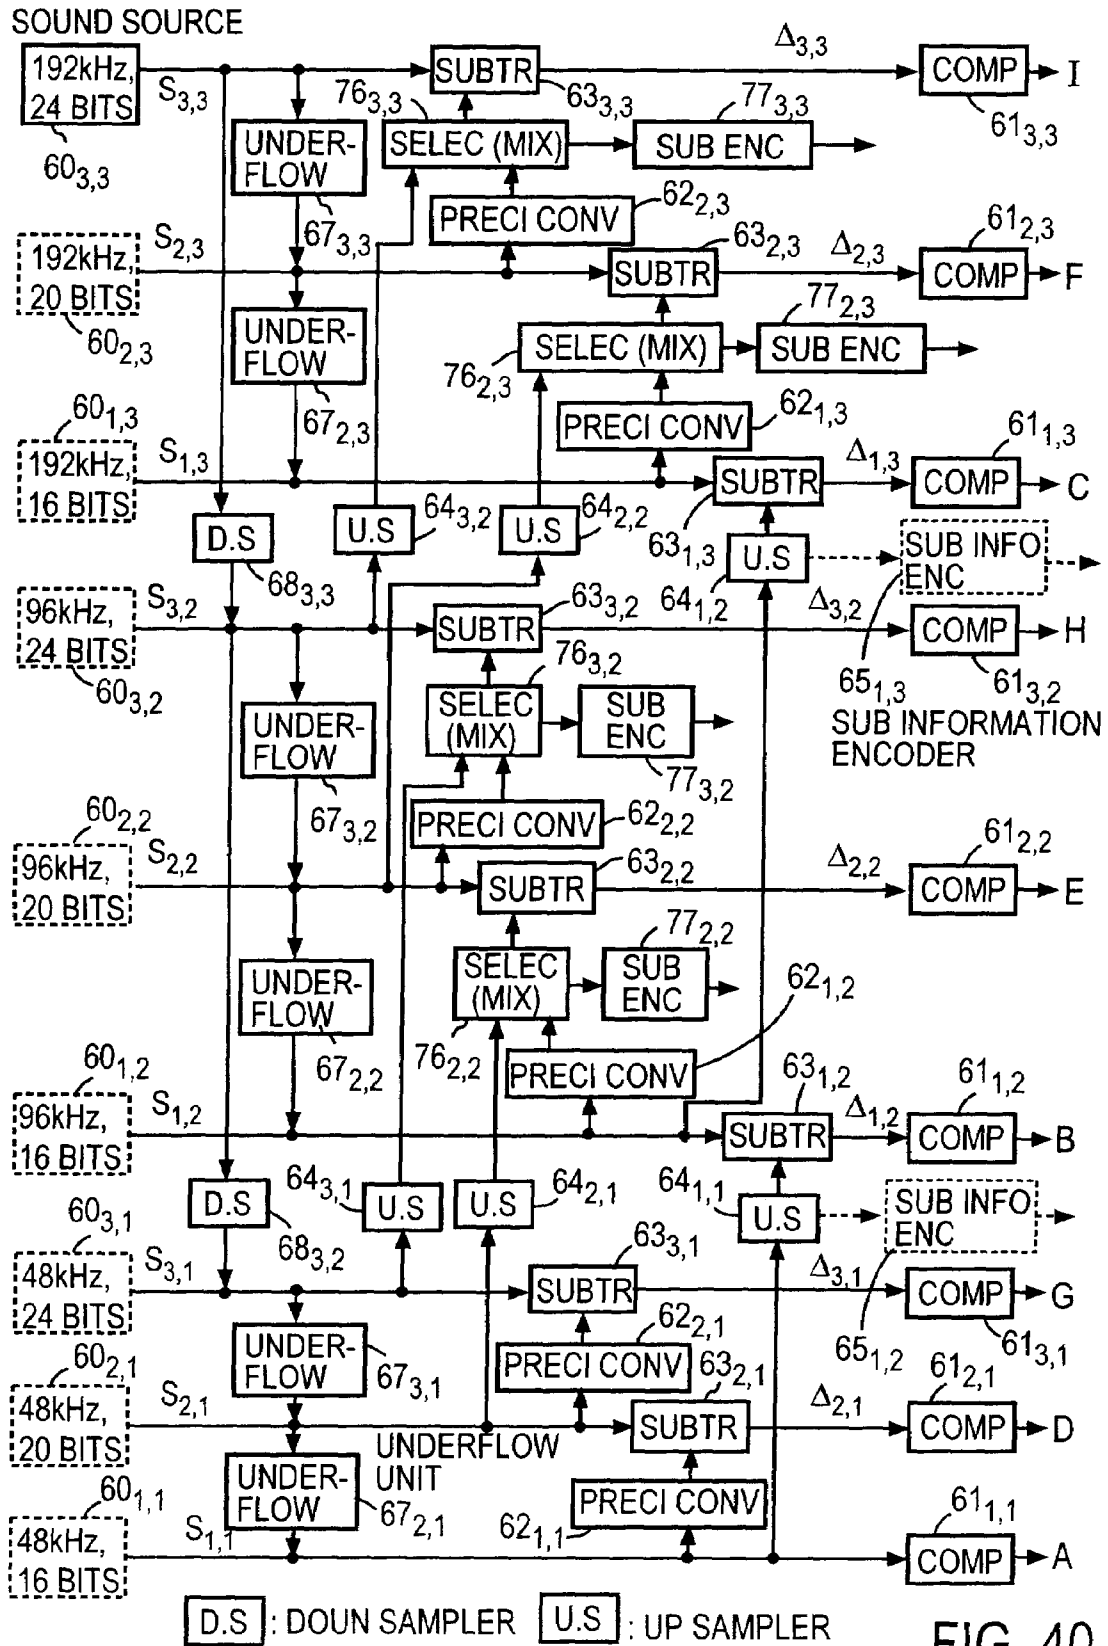 SOUND SOURCE
192kHz, 24 BITS
603,3
S3,3
SUBTR
633,3
Δ3,3
COMP
I
613,3
UNDER-FLOW
673,3
763,3
SELEC (MIX)
773,3
SUB ENC
PRECI CONV
622,3
192kHz, 20 BITS
602,3
S2,3
SUBTR
632,3
Δ2,3
612,3
COMP
F
UNDER-FLOW
672,3
SELEC (MIX)
762,3
772,3
SUB ENC
PRECI CONV
621,3
601,3
192kHz, 16 BITS
S1,3
SUBTR
631,3
Δ1,3
611,3
COMP
C
D.S
683,3
U.S
643,2
U.S
642,2
U.S
641,2
SUB INFO ENC
651,3
SUB INFORMATION
ENCODER
96kHz, 24 BITS
603,2
S3,2
SUBTR
633,2
Δ3,2
COMP
H
613,2
UNDER-FLOW
673,2
763,2
SELEC (MIX)
SUB ENC
773,2
PRECI CONV
622,2
602,2
96kHz, 20 BITS
S2,2
SUBTR
632,2
Δ2,2
612,2
COMP
E
UNDER-FLOW
672,2
SELEC (MIX)
762,2
772,2
SUB ENC
PRECI CONV
621,2
601,2
96kHz, 16 BITS
S1,2
SUBTR
631,2
Δ1,2
611,2
COMP
B
D.S
683,2
643,1
U.S
U.S
642,1
641,1
U.S
SUB INFO ENC
651,2
603,1
48kHz, 24 BITS
S3,1
SUBTR
633,1
Δ3,1
COMP
G
613,1
UNDER-FLOW
673,1
PRECI CONV
622,1
602,1
48kHz, 20 BITS
S2,1
SUBTR
632,1
Δ2,1
612,1
COMP
D
UNDERFLOW
UNIT
UNDER-FLOW
672,1
PRECI CONV
621,1
601,1
48kHz, 16 BITS
S1,1
611,1
COMP
A
D.S : DOUN SAMPLER U.S : UP SAMPLER
FIG. 40